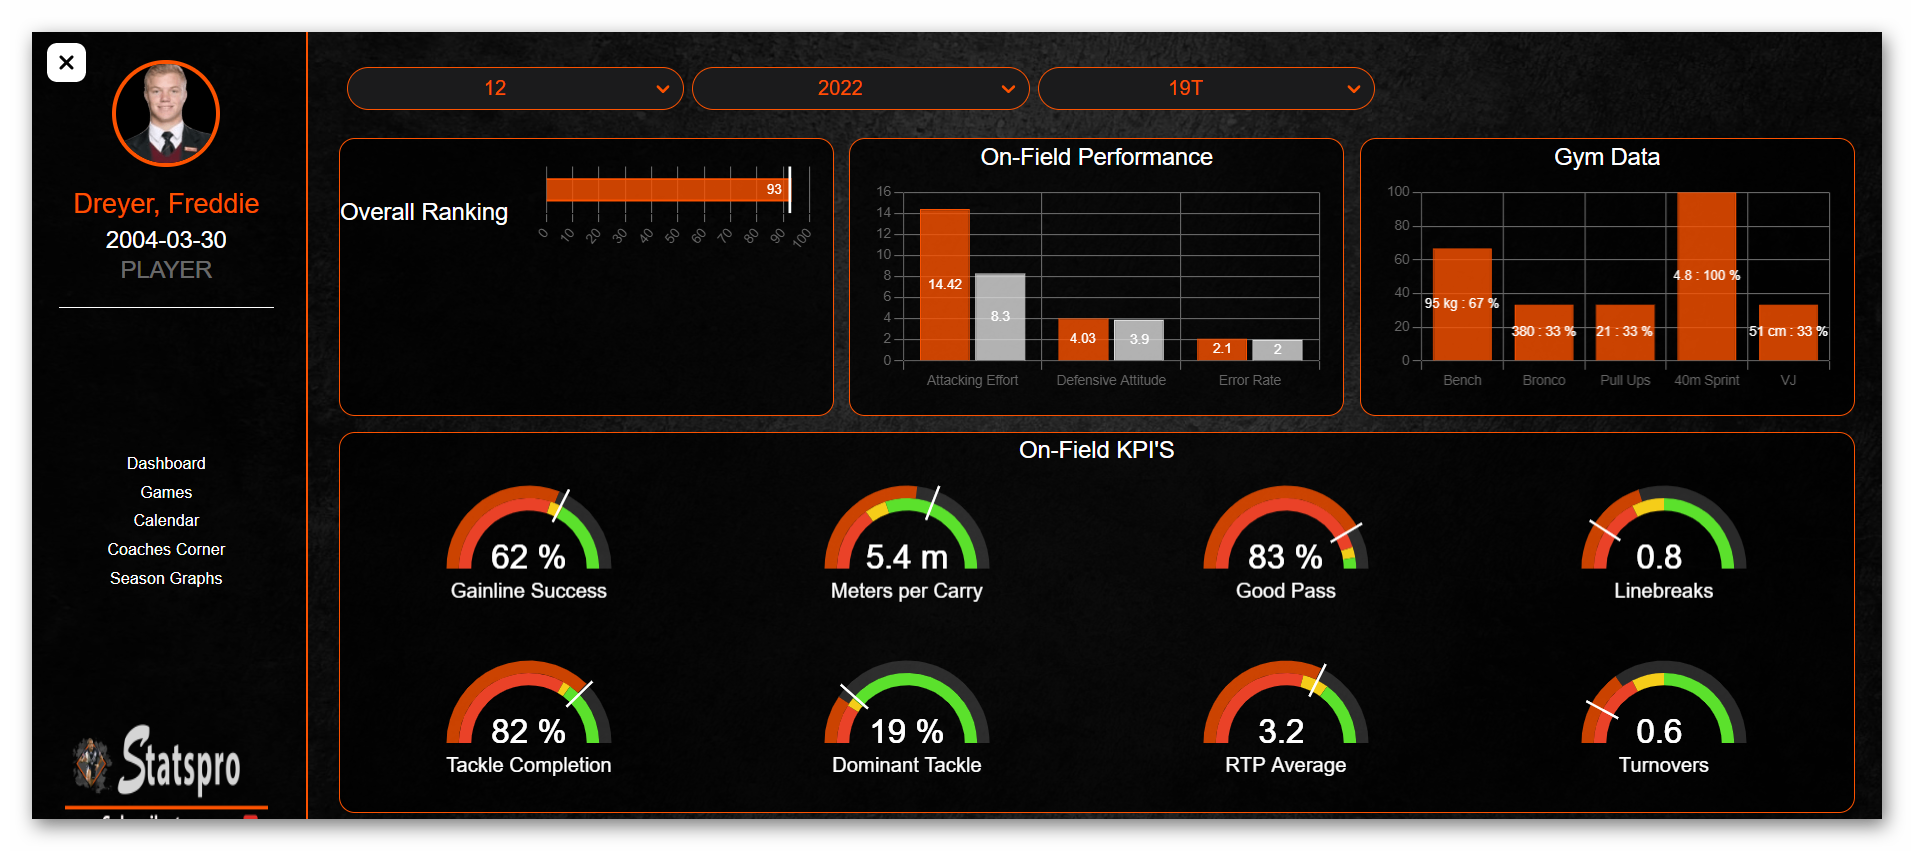 Dreyer, Freddie
2004-03-30
PLAYER
Dashboard
Games
Calendar
Coaches Corner
Season Graphs
Statspro
12
2022
19T
Overall Ranking
93
0 10 20 30 40 50 60 70 80 90 100
On-Field Performance
16
14
12
10
8
6
4
2
0
14.42
8.3
4.03
3.9
2.1
2
Attacking Effort Defensive Attitude Error Rate
Gym Data
100
80
60
40
20
0
4.8 : 100 %
95 kg : 67 %
380 : 33 % 21 : 33 % 51 cm : 33 %
Bench Bronco Pull Ups 40m Sprint VJ
On-Field KPI'S
62 % 5.4 m 83 % 0.8
Gainline Success Meters per Carry Good Pass Linebreaks
82 % 19 % 3.2 0.6
Tackle Completion Dominant Tackle RTP Average Turnovers